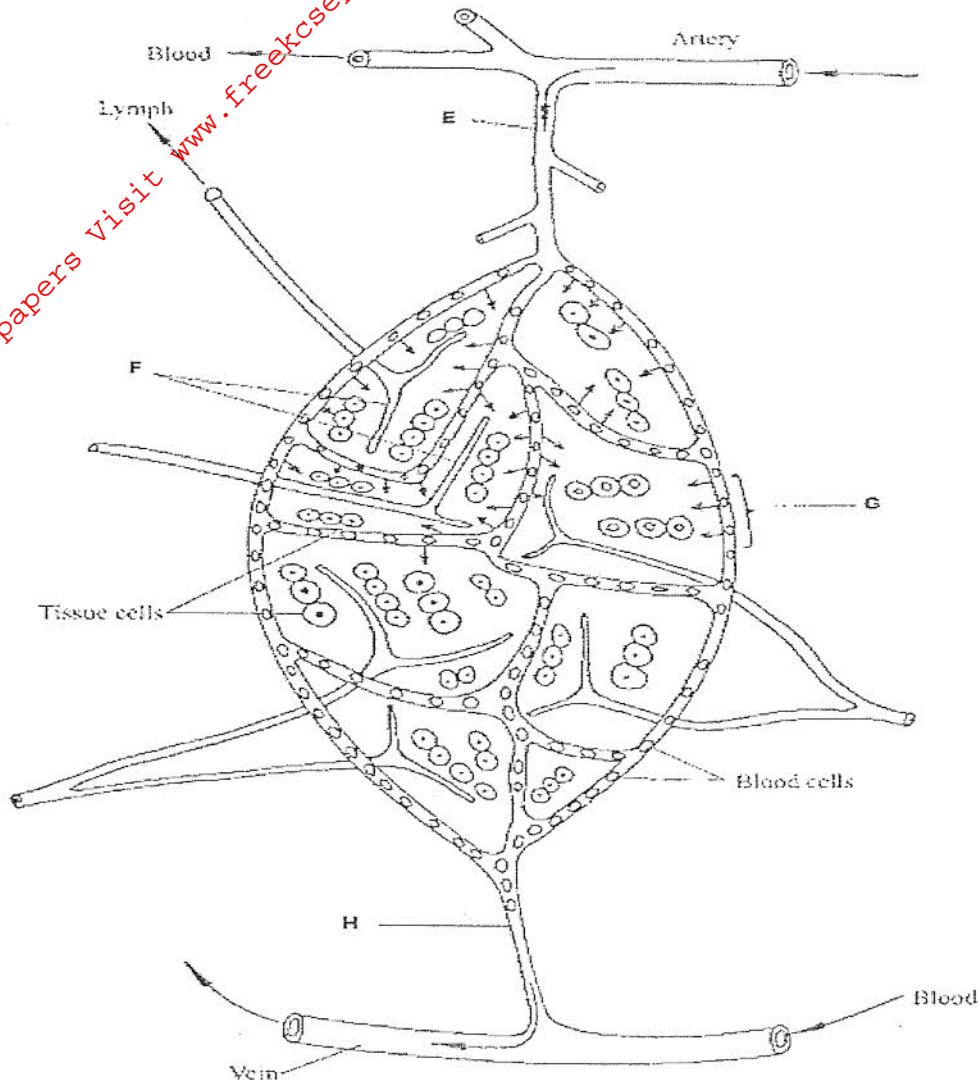 papers Visit www.freekcse
Blood
Artery
Lymph
E
F
G
Tissue cells
Blood cells
H
Blood
Vein